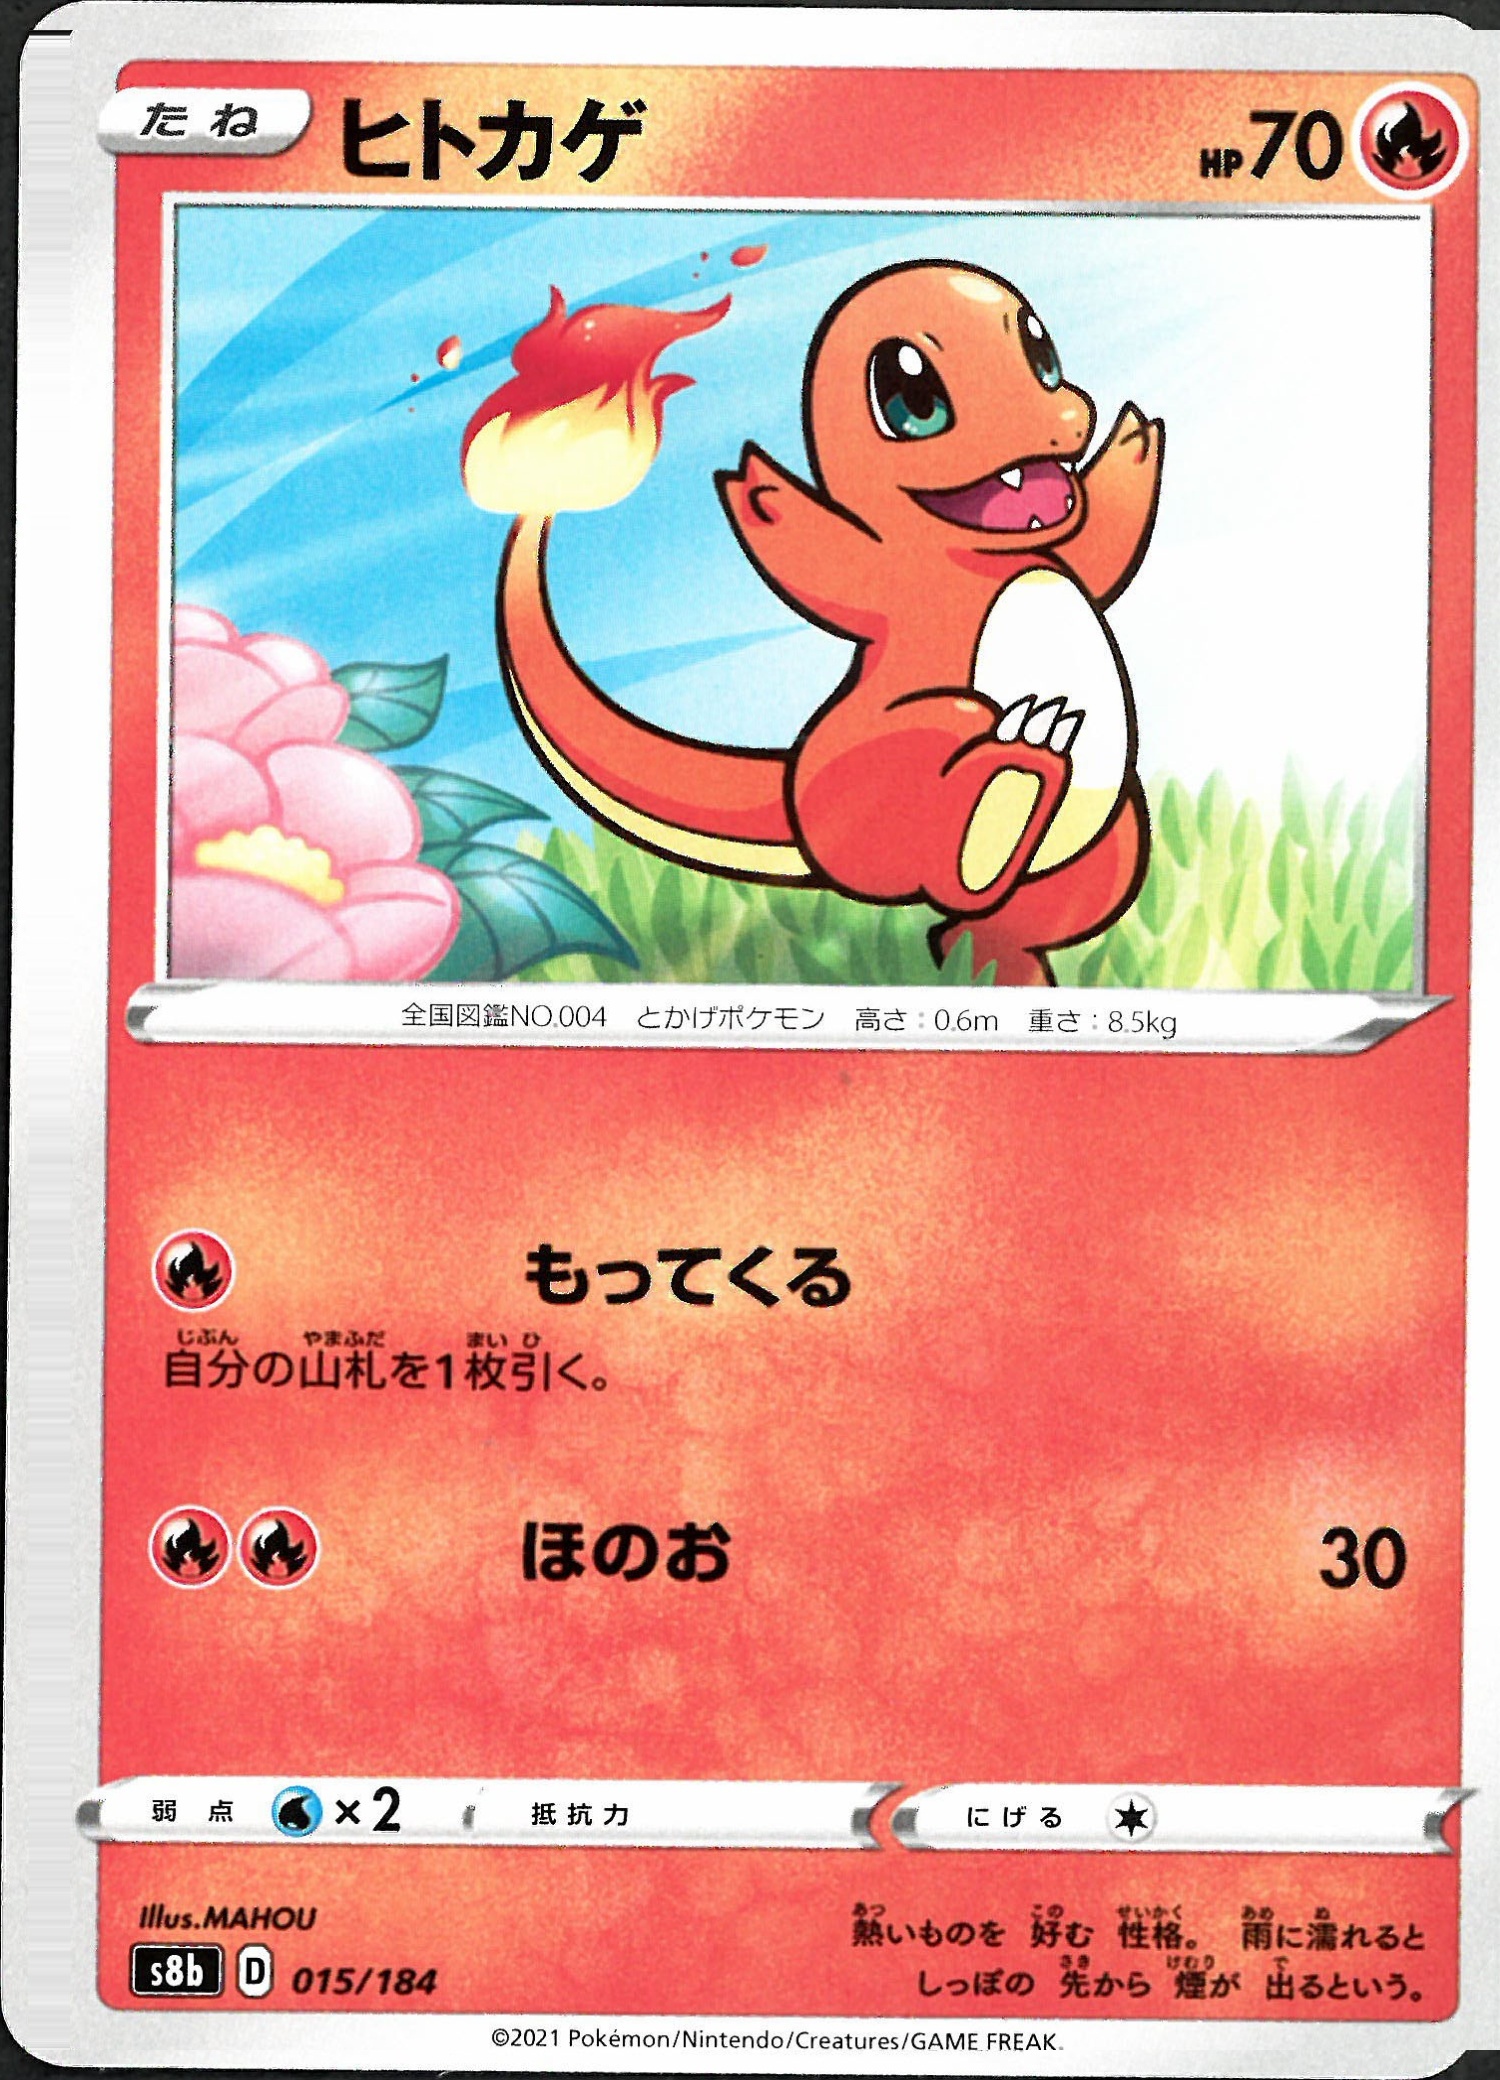 たね ヒトカゲ HP70
全国図鑑NO.004 とかげポケモン 高さ:0.6m 重さ:8.5kg
もってくる
じぶん やまふだ まい ひ
自分の山札を1枚引く。
ほのお 30
弱点 ×2 抵抗力 にげる
Illus.MAHOU
あつ この せいかく あめ ぬ
熱いものを 好む 性格。 雨に濡れると
さき けむり で
しっぽの 先から 煙が 出るという。
s8b D 015/184
©2021 Pokémon/Nintendo/Creatures/GAME FREAK.